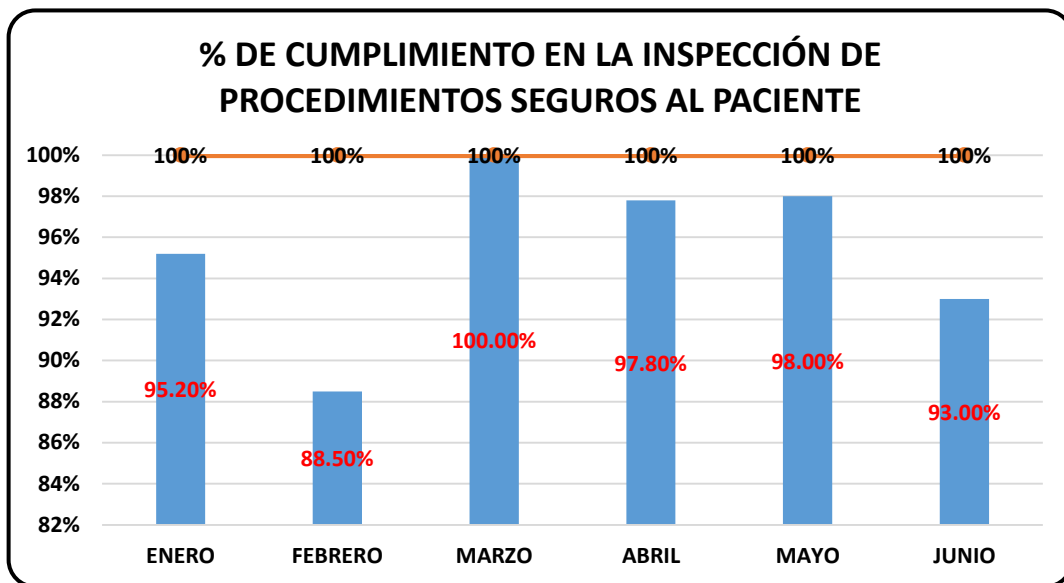 % DE CUMPLIMIENTO EN LA INSPECCIÓN DE
PROCEDIMIENTOS SEGUROS AL PACIENTE
100%
98%
96%
94%
92%
90%
88%
86%
84%
82%
100% 100% 100% 100% 100% 100%
95.20% 88.50% 100.00% 97.80% 98.00% 93.00%
ENERO FEBRERO MARZO ABRIL MAYO JUNIO